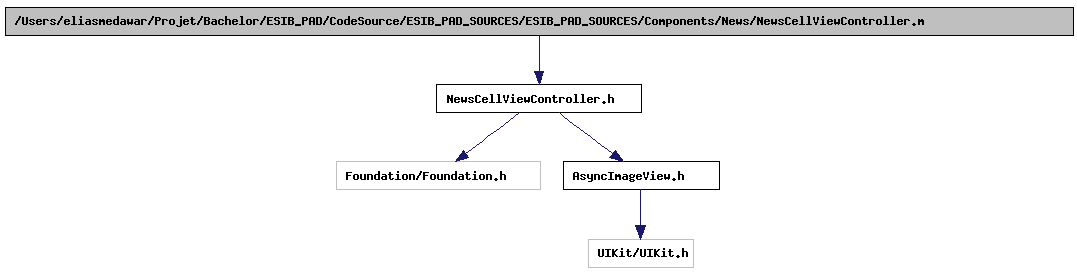 /Users/eliasmedawar/Projet/Bachelor/ESIB_PAD/CodeSource/ESIB_PAD_SOURCES/ESIB_PAD_SOURCES/Components/News/NewsCellViewController.m
NewsCellViewController.h
Foundation/Foundation.h
AsyncImageView.h
UIKit/UIKit.h